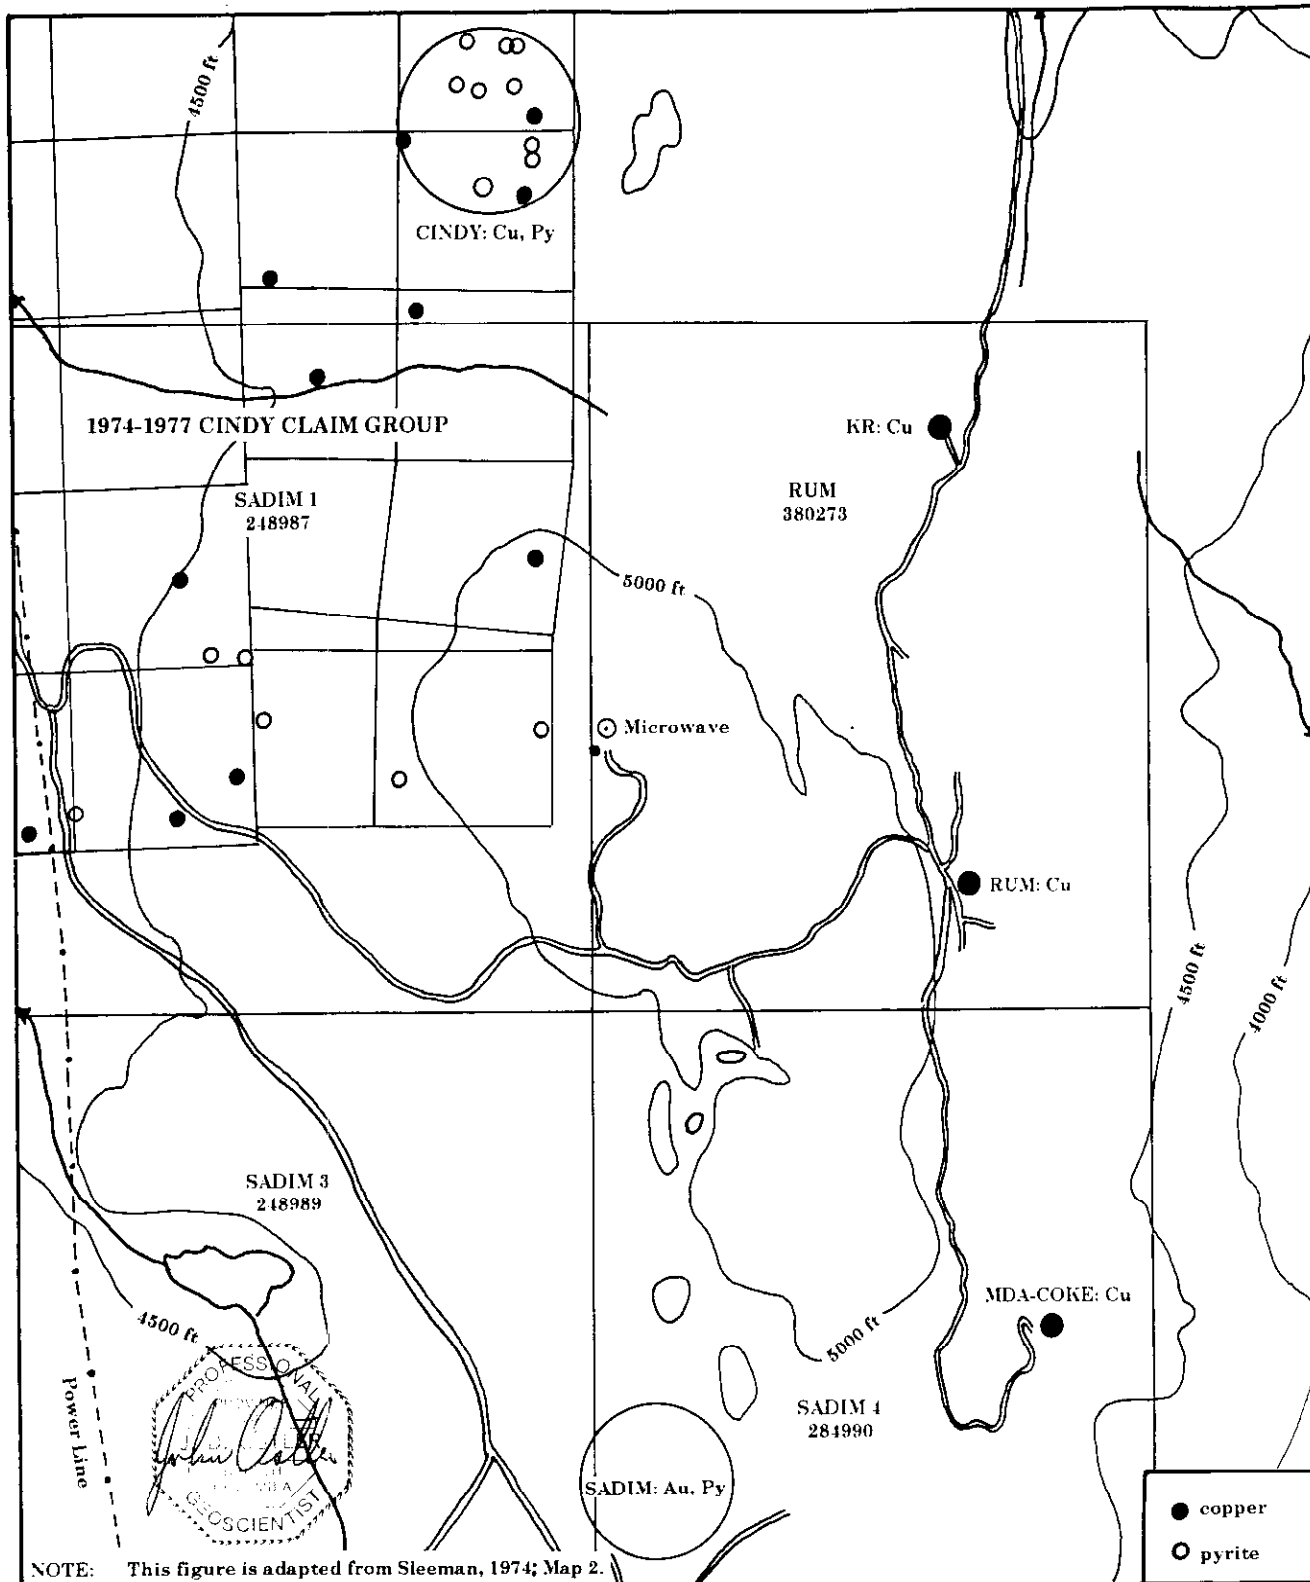 4500 ft
CINDY: Cu, Py
1974-1977 CINDY CLAIM GROUP
KR: Cu
SADIM 1
248987
RUM
380273
5000 ft
Microwave
RUM: Cu
4500 ft
4000 ft
SADIM 3
248989
4500 ft
MDA-COKE: Cu
5000 ft
SADIM 4
284990
Power Line
PROFESSIONAL
GEOSCIENTIST
SADIM: Au, Py
copper
pyrite
NOTE: This figure is adapted from Sleeman, 1974; Map 2.